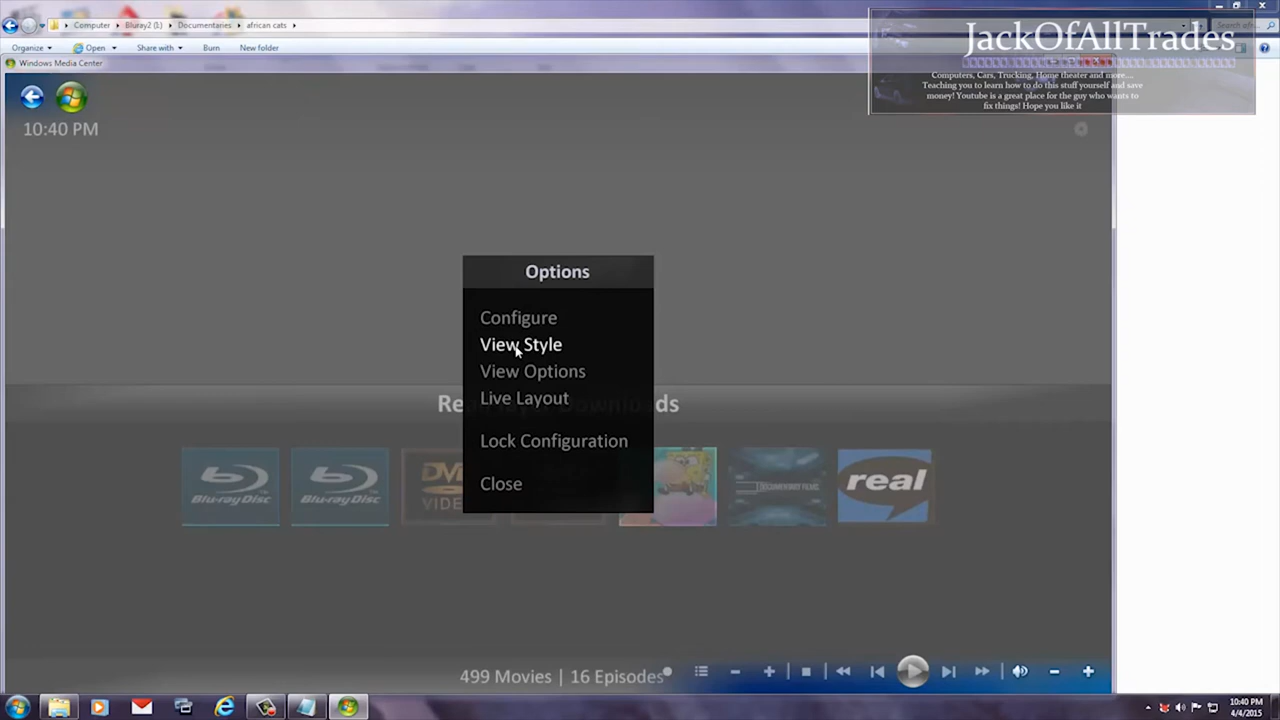 Computer
Bluray2 (I:)
Documentaries
african cats
Organize
Open
Share with
Burn
New folder
Windows Media Center
JackOfAllTrades
Computers, Cars, Trucking, Home theater and more....
Teaching you to learn how to do this stuff yourself and save
money! Youtube is a great place for the guy who wants to
fix things! Hope you like it
10:40 PM
Options
Configure
View Style
View Options
Live Layout
Lock Configuration
Close
Blu-ray Disc
Blu-ray Disc
real
499 Movies | 16 Episodes
10:40 PM
4/4/2015